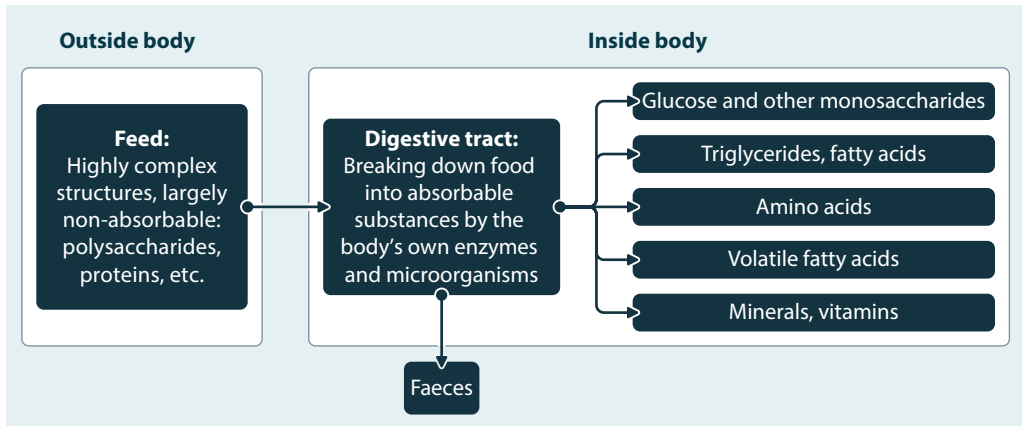 Outside body
Inside body
Feed:
Highly complex
structures, largely
non-absorbable:
polysaccharides,
proteins, etc.
Digestive tract:
Breaking down food
into absorbable
substances by the
body’s own enzymes
and microorganisms
Glucose and other monosaccharides
Triglycerides, fatty acids
Amino acids
Volatile fatty acids
Minerals, vitamins
Faeces